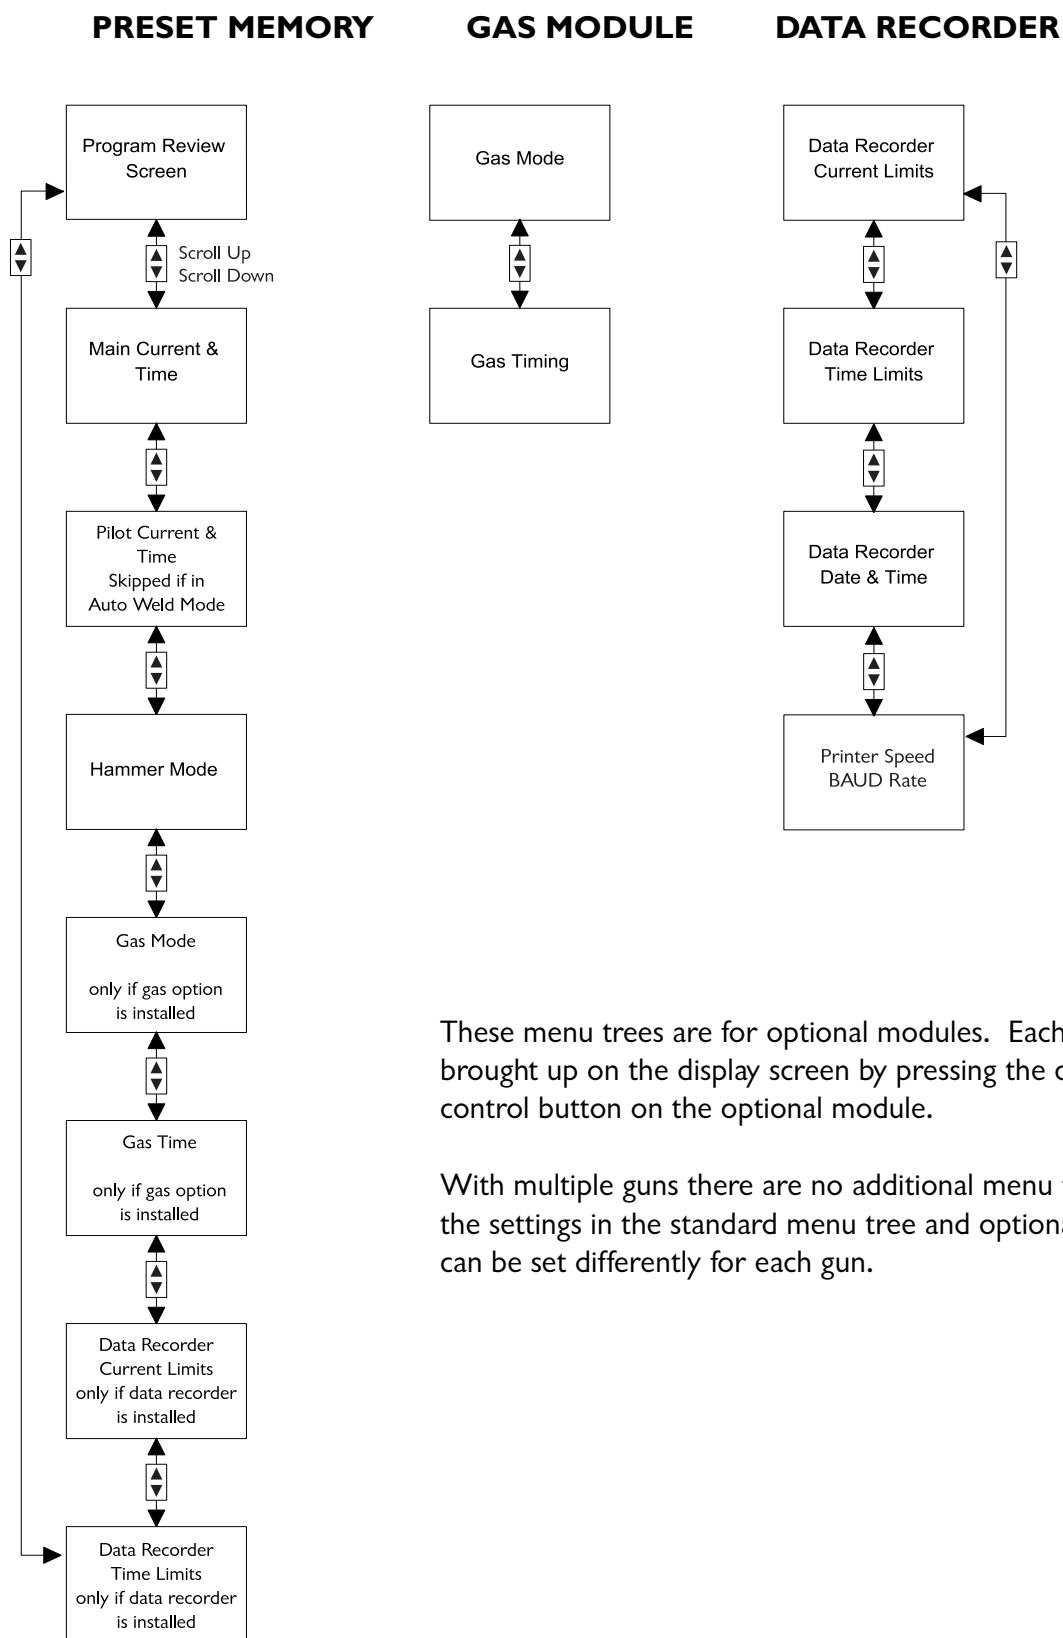 PRESET MEMORY
GAS MODULE
DATA RECORDER
Program Review
Screen
Scroll Up
Scroll Down
Main Current &
Time
Pilot Current &
Time
Skipped if in
Auto Weld Mode
Hammer Mode
Gas Mode
only if gas option
is installed
Gas Time
only if gas option
is installed
Data Recorder
Current Limits
only if data recorder
is installed
Data Recorder
Time Limits
only if data recorder
is installed
Gas Mode
Gas Timing
Data Recorder
Current Limits
Data Recorder
Time Limits
Data Recorder
Date & Time
Printer Speed
BAUD Rate
These menu trees are for optional modules. Each
brought up on the display screen by pressing the
control button on the optional module.
With multiple guns there are no additional menu
the settings in the standard menu tree and
can be set differently for each gun.